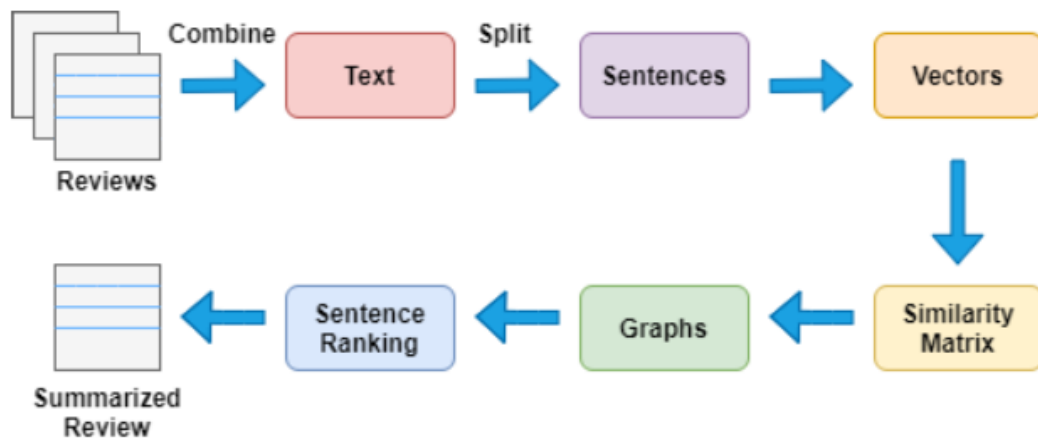 Combine
Split
Text
Sentences
Vectors
Reviews
Similarity
Matrix
Graphs
Sentence
Ranking
Summarized
Review